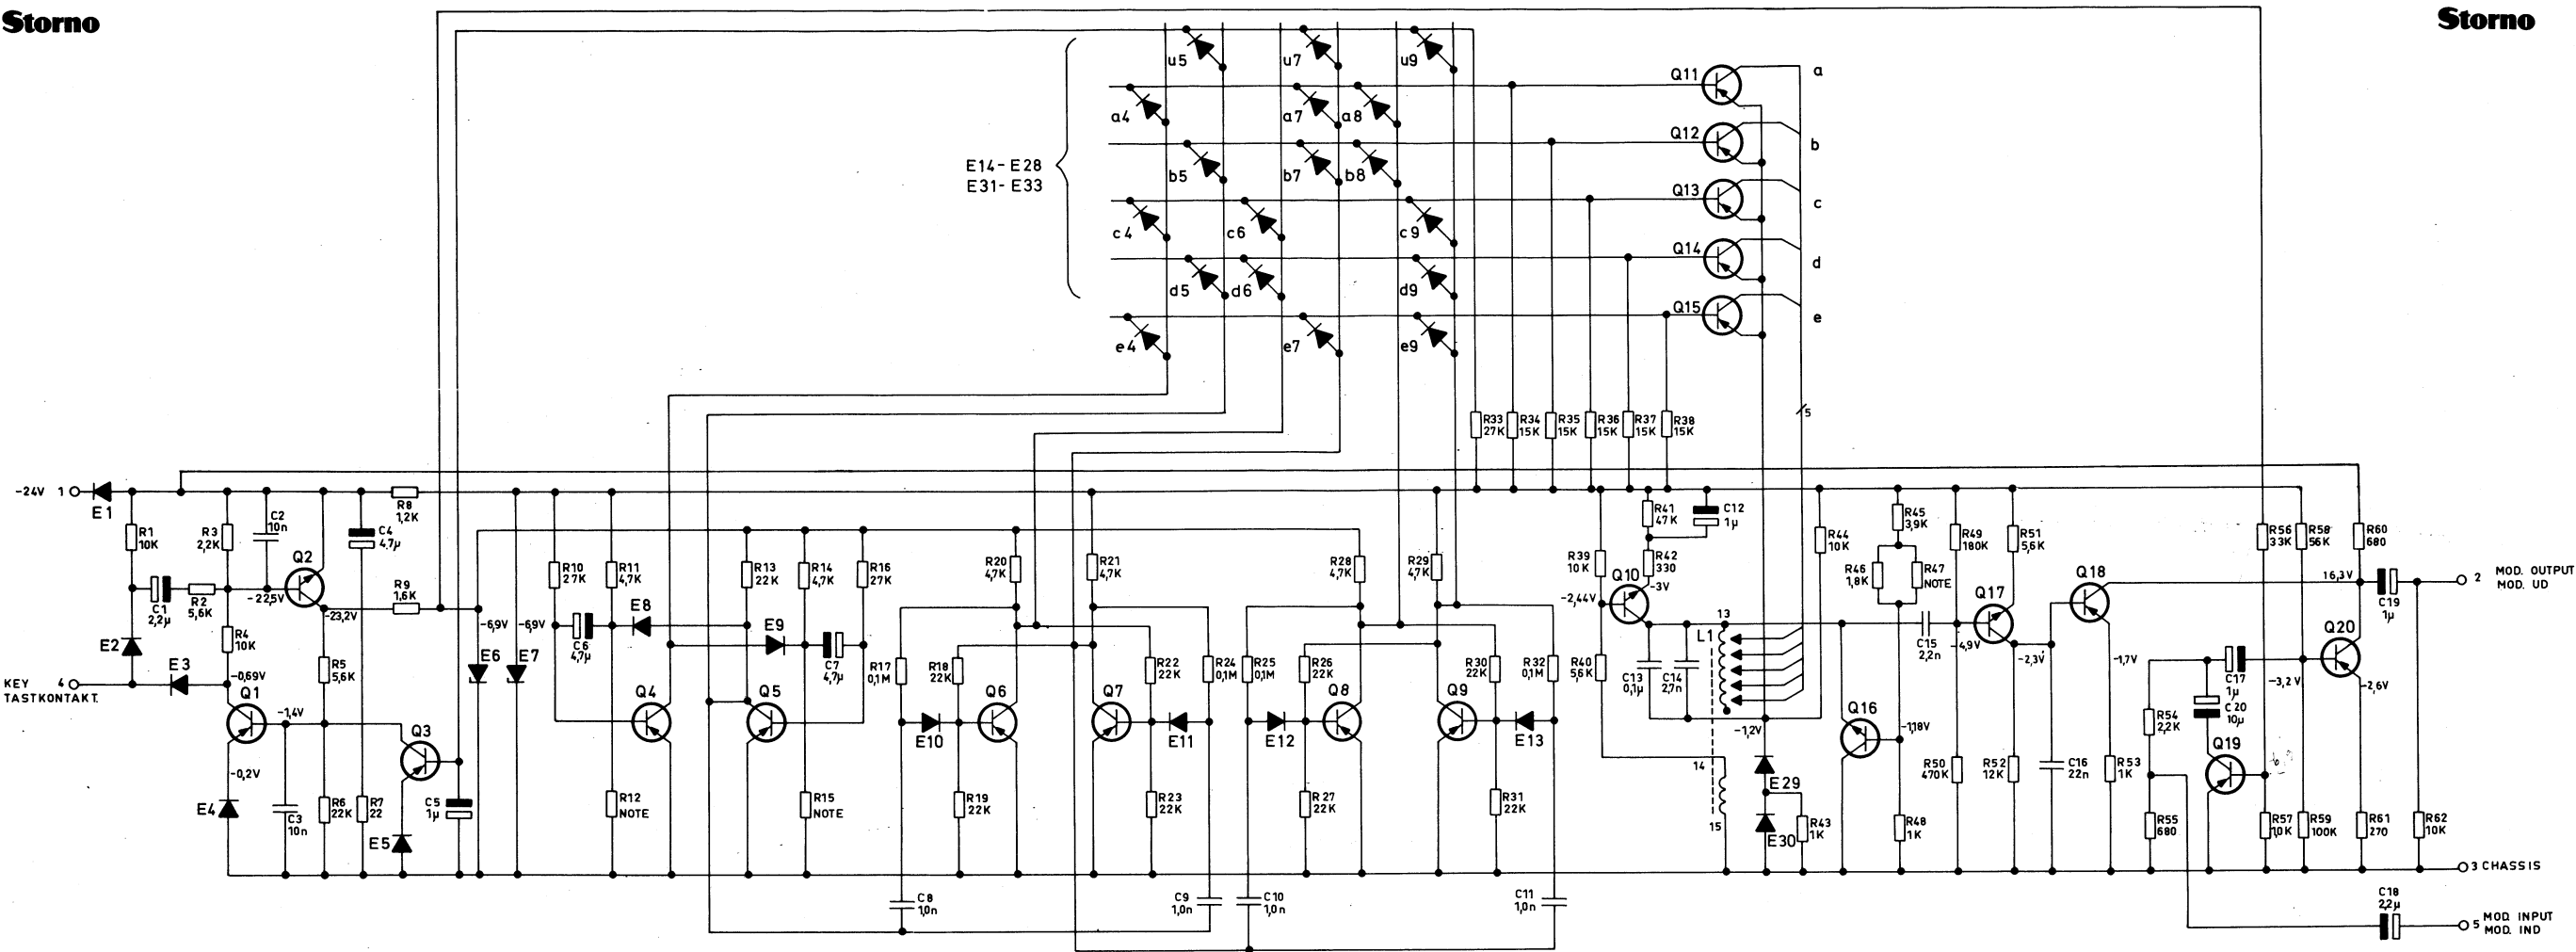 Storno
Storno
u5
u7
u9
a4
a7
a8
b5
b7
b8
c4
c6
c9
d5
d6
d9
e4
e7
e9
E14-E28
E31-E33
Q11
a
Q12
b
Q13
c
Q14
d
Q15
e
5
R33 27K
R34 15K
R35 15K
R36 15K
R37 15K
R38 15K
-24V 1
E1
R1 10K
R3 2,2K
C2 10n
Q2
C4 4,7μ
R8 1,2K
C1 2,2μ
R2 5,6K
-22,5V
-23,2V
R9 1,6K
E2
E3
R4 10K
R5 5,6K
-6,9V
E6
-6,9V
E7
KEY 4
TASTKONTAKT.
-0,69V
Q1
-1,4V
Q3
-0,2V
E4
C3 10n
R6 22K
R7 22
E5
C5 1μ
R10 27K
R11 4,7K
C6 4,7μ
E8
R13 22K
R14 4,7K
R16 27K
E9
C7 4,7μ
Q4
Q5
R12 NOTE
R15 NOTE
R17 0,1M
R18 22K
R20 4,7K
R21 4,7K
R22 22K
R24 0,1M
E10
Q6
Q7
E11
R19 22K
R23 22K
C8 1,0n
C9 1,0n
R25 0,1M
R26 22K
R28 4,7K
R29 4,7K
R30 22K
R32 0,1M
E12
Q8
Q9
E13
R27 22K
R31 22K
C10 1,0n
C11 1,0n
R39 10K
R41 47K
C12 1μ
R42 330
Q10
-3V
-2,44V
R40 5,6K
C13 0,1μ
C14 2,7n
L1
13
14
15
-1,2V
E29
E30
R43 1K
R44 10K
R45 3,9K
R46 1,8K
R47 NOTE
Q16
-1,18V
R48 1K
R49 180K
R51 5,6K
C15 2,2n
Q17
-4,9V
-2,3V
R50 470K
R52 12K
C16 22n
Q18
-1,7V
R53 1K
R54 2,2K
R55 680
C17 1μ
C20 10μ
Q19
-3,2V
R56 33K
R58 56K
R60 680
16,3V
Q20
-2,6V
C19 1μ
R57 10K
R59 100K
R61 270
R62 10K
2 MOD. OUTPUT
MOD. UD
3 CHASSIS
C18 2,2μ
5 MOD. INPUT
MOD. IND